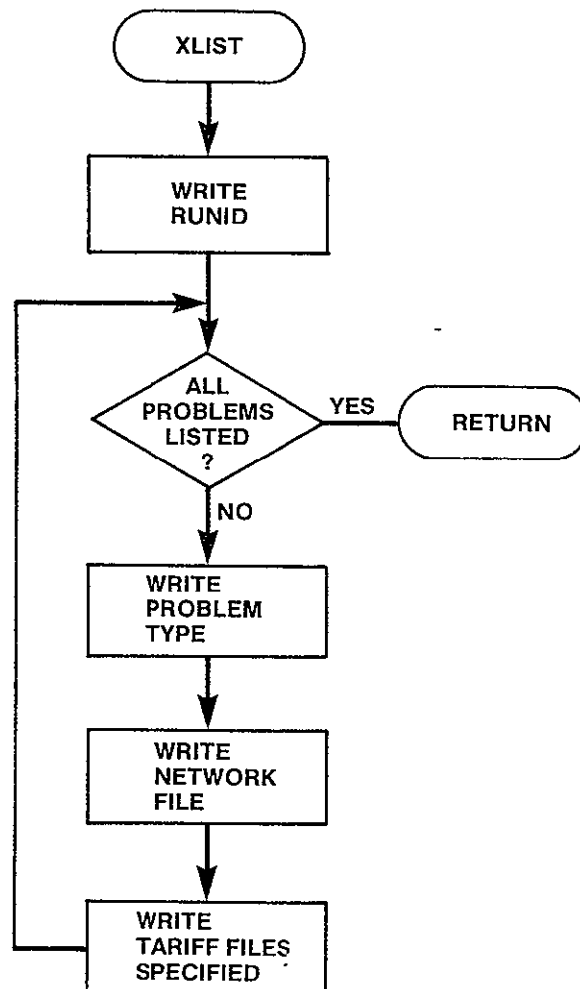 XLIST
WRITE
RUNID
ALL
PROBLEMS
LISTED
?
YES
RETURN
NO
WRITE
PROBLEM
TYPE
WRITE
NETWORK
FILE
WRITE
TARIFF FILES
SPECIFIED